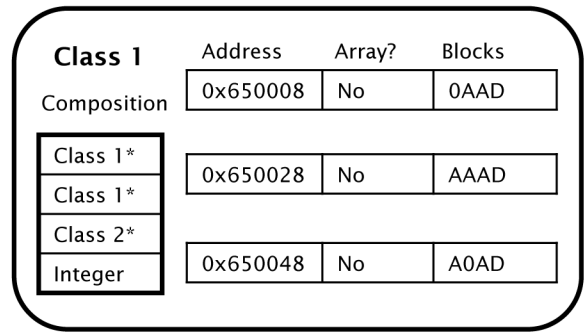 Class 1 Address Array? Blocks
Composition 0x650008 No 0AAD
Class 1*
Class 1* 0x650028 No AAAD
Class 2*
Integer 0x650048 No A0AD